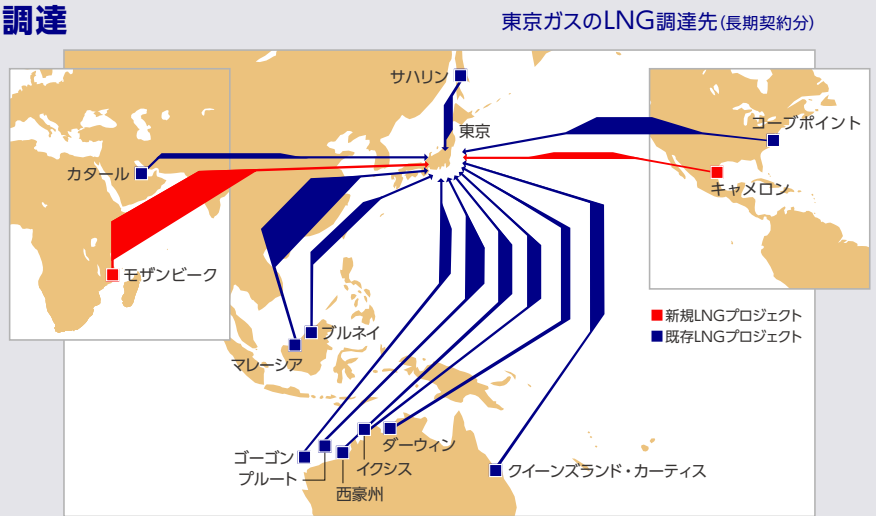 調達
東京ガスのLNG調達先(長期契約分)
サハリン
東京
コーブポイント
カタール
キャメロン
モザンビーク
新規LNGプロジェクト
既存LNGプロジェクト
ブルネイ
マレーシア
ゴーゴン
ダーウィン
イクシス
クイーンズランド・カーティス
プルート
西豪州